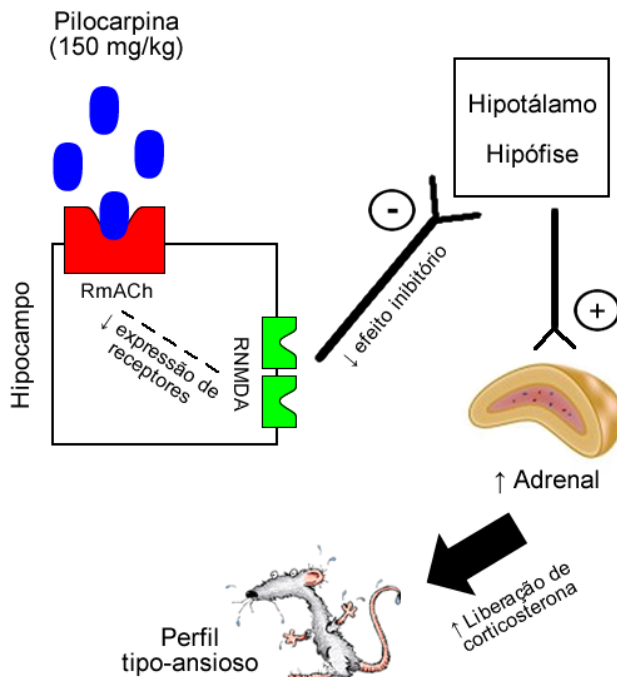 Pilocarpina
(150 mg/kg)
Hipotálamo
Hipófise
-
RmACh
Hipocampo
↓ expressão de
receptores
RNMDA
↓ efeito inibitório
+
↑ Adrenal
↑ Liberação de
corticosterona
Perfil
tipo-ansioso